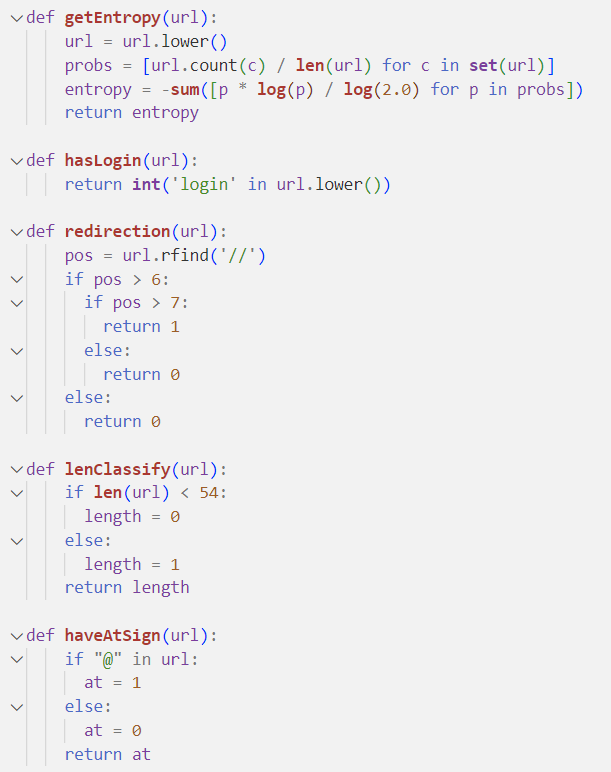 def getEntropy(url):
    url = url.lower()
    probs = [url.count(c) / len(url) for c in set(url)]
    entropy = -sum([p * log(p) / log(2.0) for p in probs])
    return entropy

def hasLogin(url):
    return int('login' in url.lower())

def redirection(url):
    pos = url.rfind('//')
    if pos > 6:
      if pos > 7:
        return 1
      else:
        return 0
    else:
      return 0

def lenClassify(url):
    if len(url) < 54:
      length = 0
    else:
      length = 1
    return length

def haveAtSign(url):
    if "@" in url:
      at = 1
    else:
      at = 0
    return at